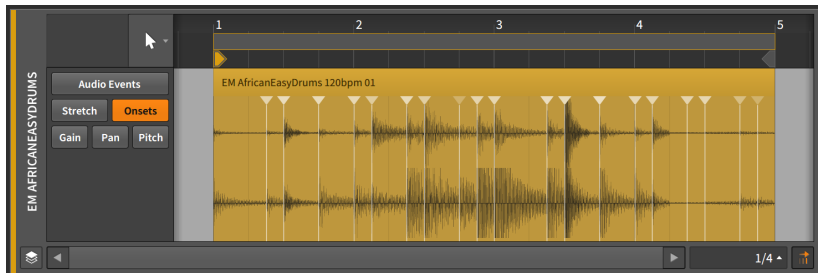 1 2 3 4 5
EM AFRICANEASYDRUMS
Audio Events
Stretch Onsets
Gain Pan Pitch
EM AfricanEasyDrums 120bpm 01
1/4